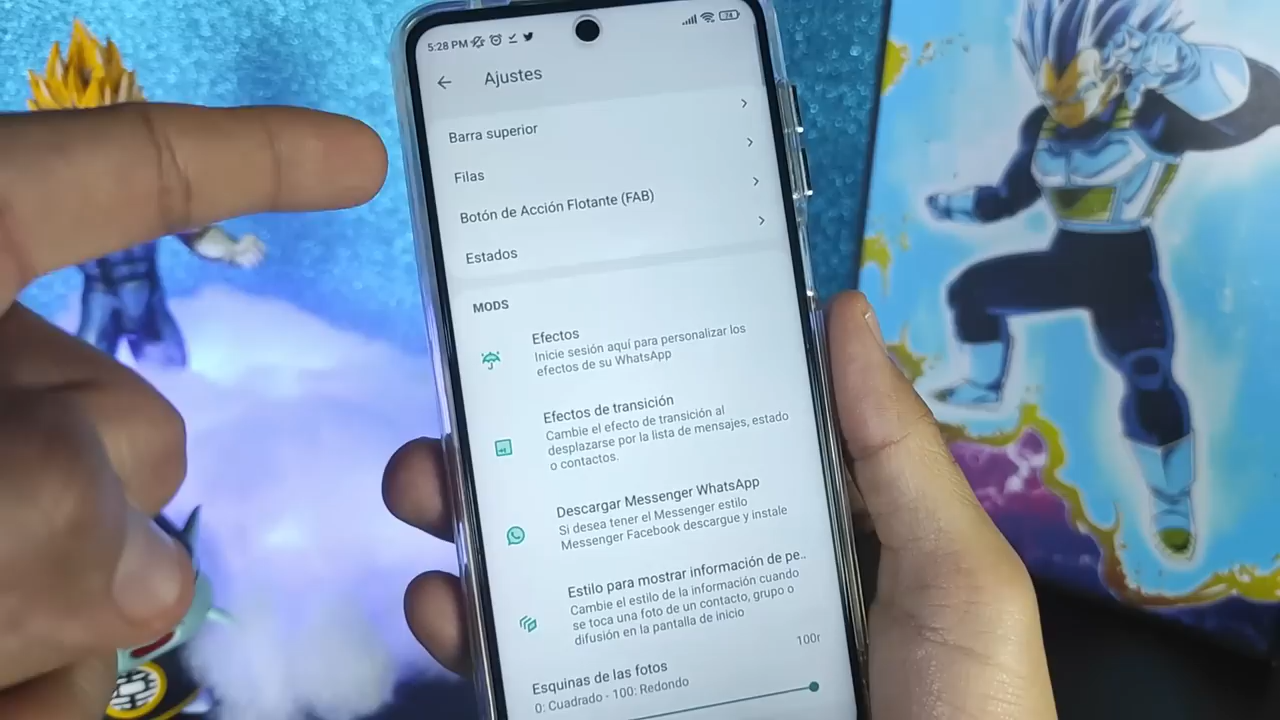 5:28 PM
74
Ajustes
Barra superior
Filas
Botón de Acción Flotante (FAB)
Estados
MODS
Efectos
Inicie sesión aquí para personalizar los
efectos de su WhatsApp
Efectos de transición
Cambie el efecto de transición al
desplazarse por la lista de mensajes, estado
o contactos.
Descargar Messenger WhatsApp
Si desea tener el Messenger estilo
Messenger Facebook descargue y instale
Estilo para mostrar información de pe..
Cambie el estilo de la información cuando
se toca una foto de un contacto, grupo o
difusión en la pantalla de inicio
100r
Esquinas de las fotos
0: Cuadrado - 100: Redondo